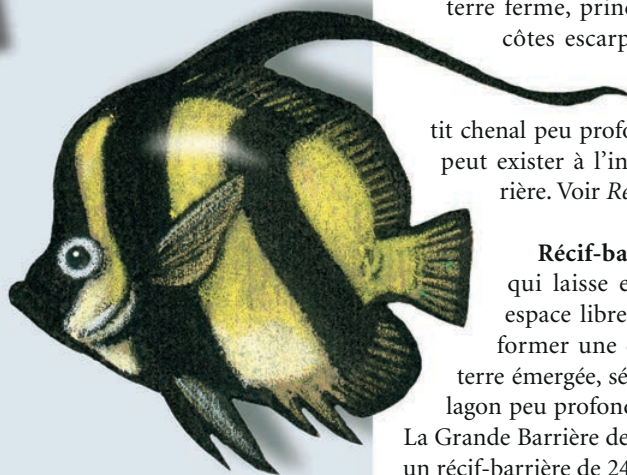 terre ferme, princ
côtes escarp
tit chenal peu profo
peut exister à l'in
rière. Voir Ré
Récif-ba
qui laisse e
espace libre
former une
terre émergée, sé
lagon peu profond
La Grande Barrière de
un récif-barrière de 24